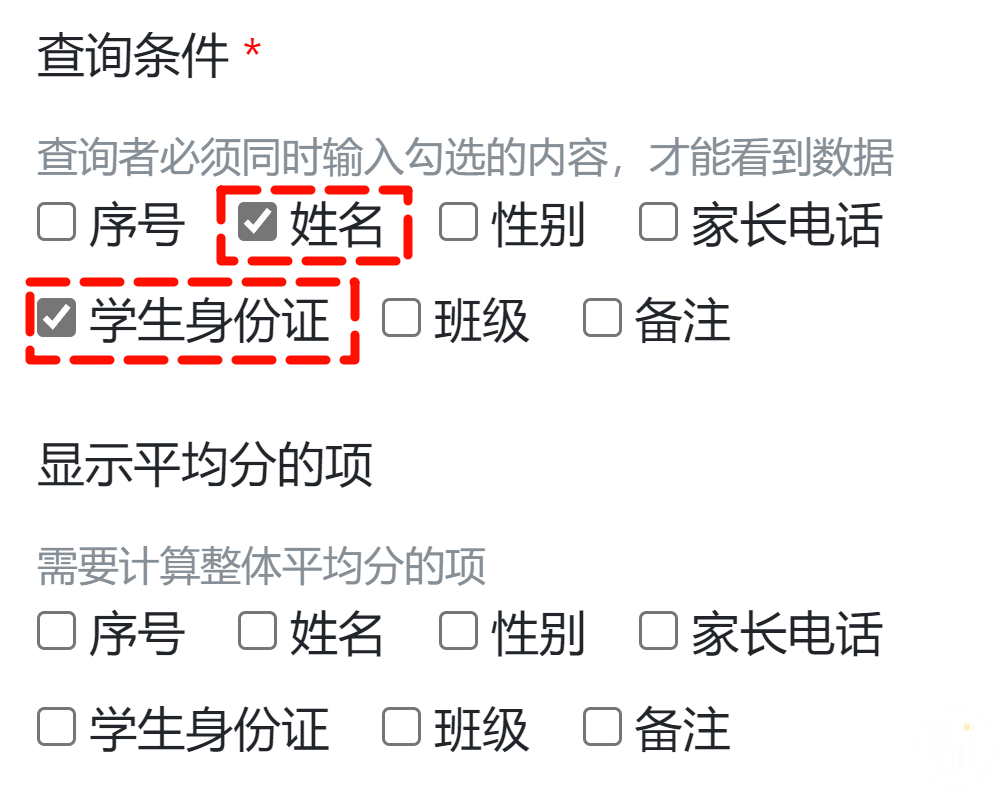 查询条件 *
查询者必须同时输入勾选的内容，才能看到数据
序号 姓名 性别 家长电话
学生身份证 班级 备注
显示平均分的项
需要计算整体平均分的项
序号 姓名 性别 家长电话
学生身份证 班级 备注